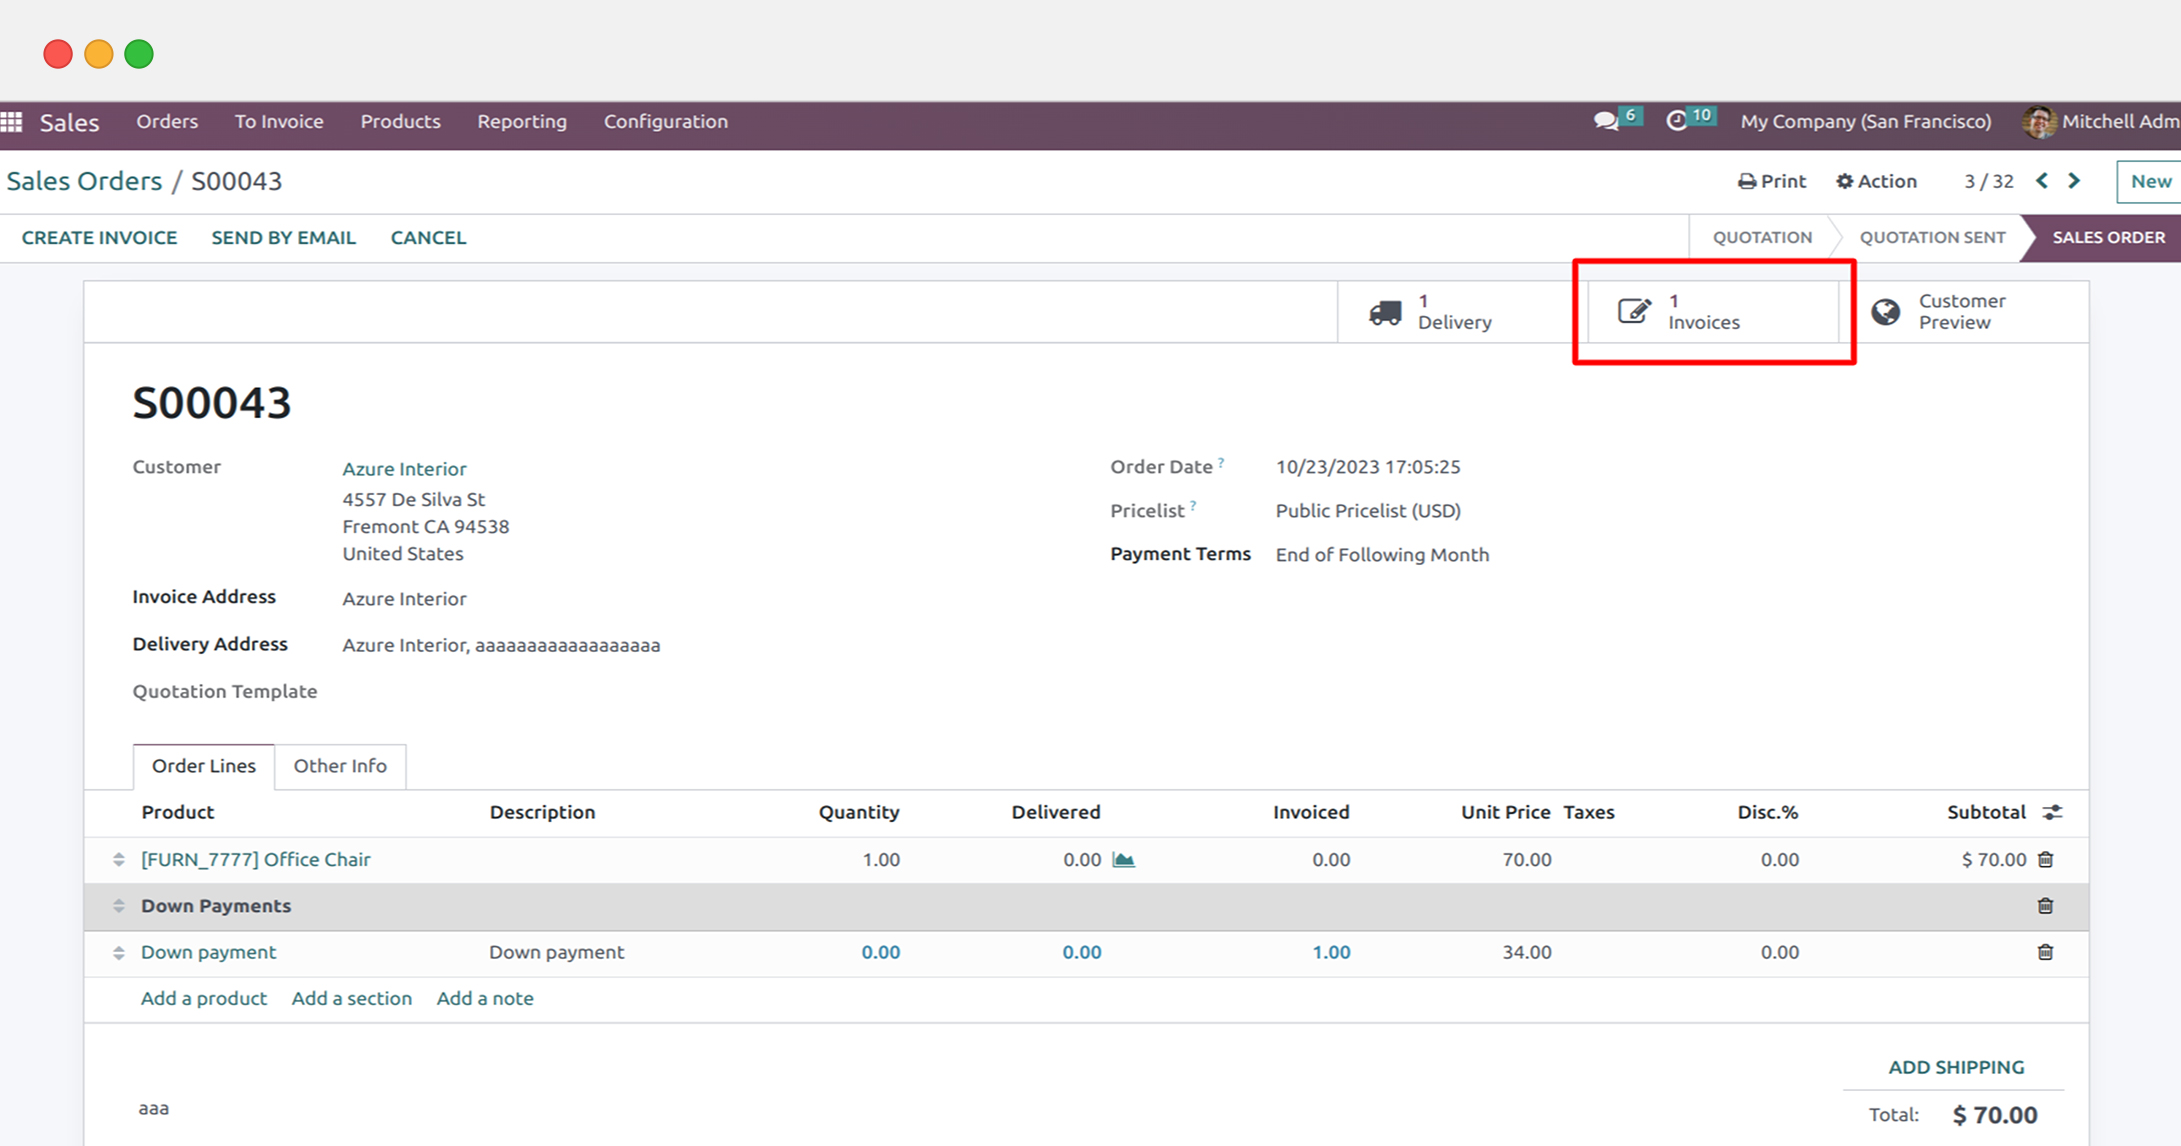 Sales Orders To Invoice Products Reporting Configuration 6 10 My Company (San Francisco) Mitchell Adm
Sales Orders / S00043 Print Action 3 / 32 New
CREATE INVOICE SEND BY EMAIL CANCEL QUOTATION QUOTATION SENT SALES ORDER
1 Delivery
1 Invoices
Customer Preview
S00043
Customer Azure Interior
4557 De Silva St
Fremont CA 94538
United States
Order Date ? 10/23/2023 17:05:25
Pricelist ? Public Pricelist (USD)
Payment Terms End of Following Month
Invoice Address Azure Interior
Delivery Address Azure Interior, aaaaaaaaaaaaaaaaaa
Quotation Template
Order Lines Other Info
Product Description Quantity Delivered Invoiced Unit Price Taxes Disc.% Subtotal
[FURN_7777] Office Chair 1.00 0.00 0.00 70.00 0.00 $ 70.00
Down Payments
Down payment Down payment 0.00 0.00 1.00 34.00 0.00
Add a product Add a section Add a note
ADD SHIPPING
aaa
Total: $ 70.00